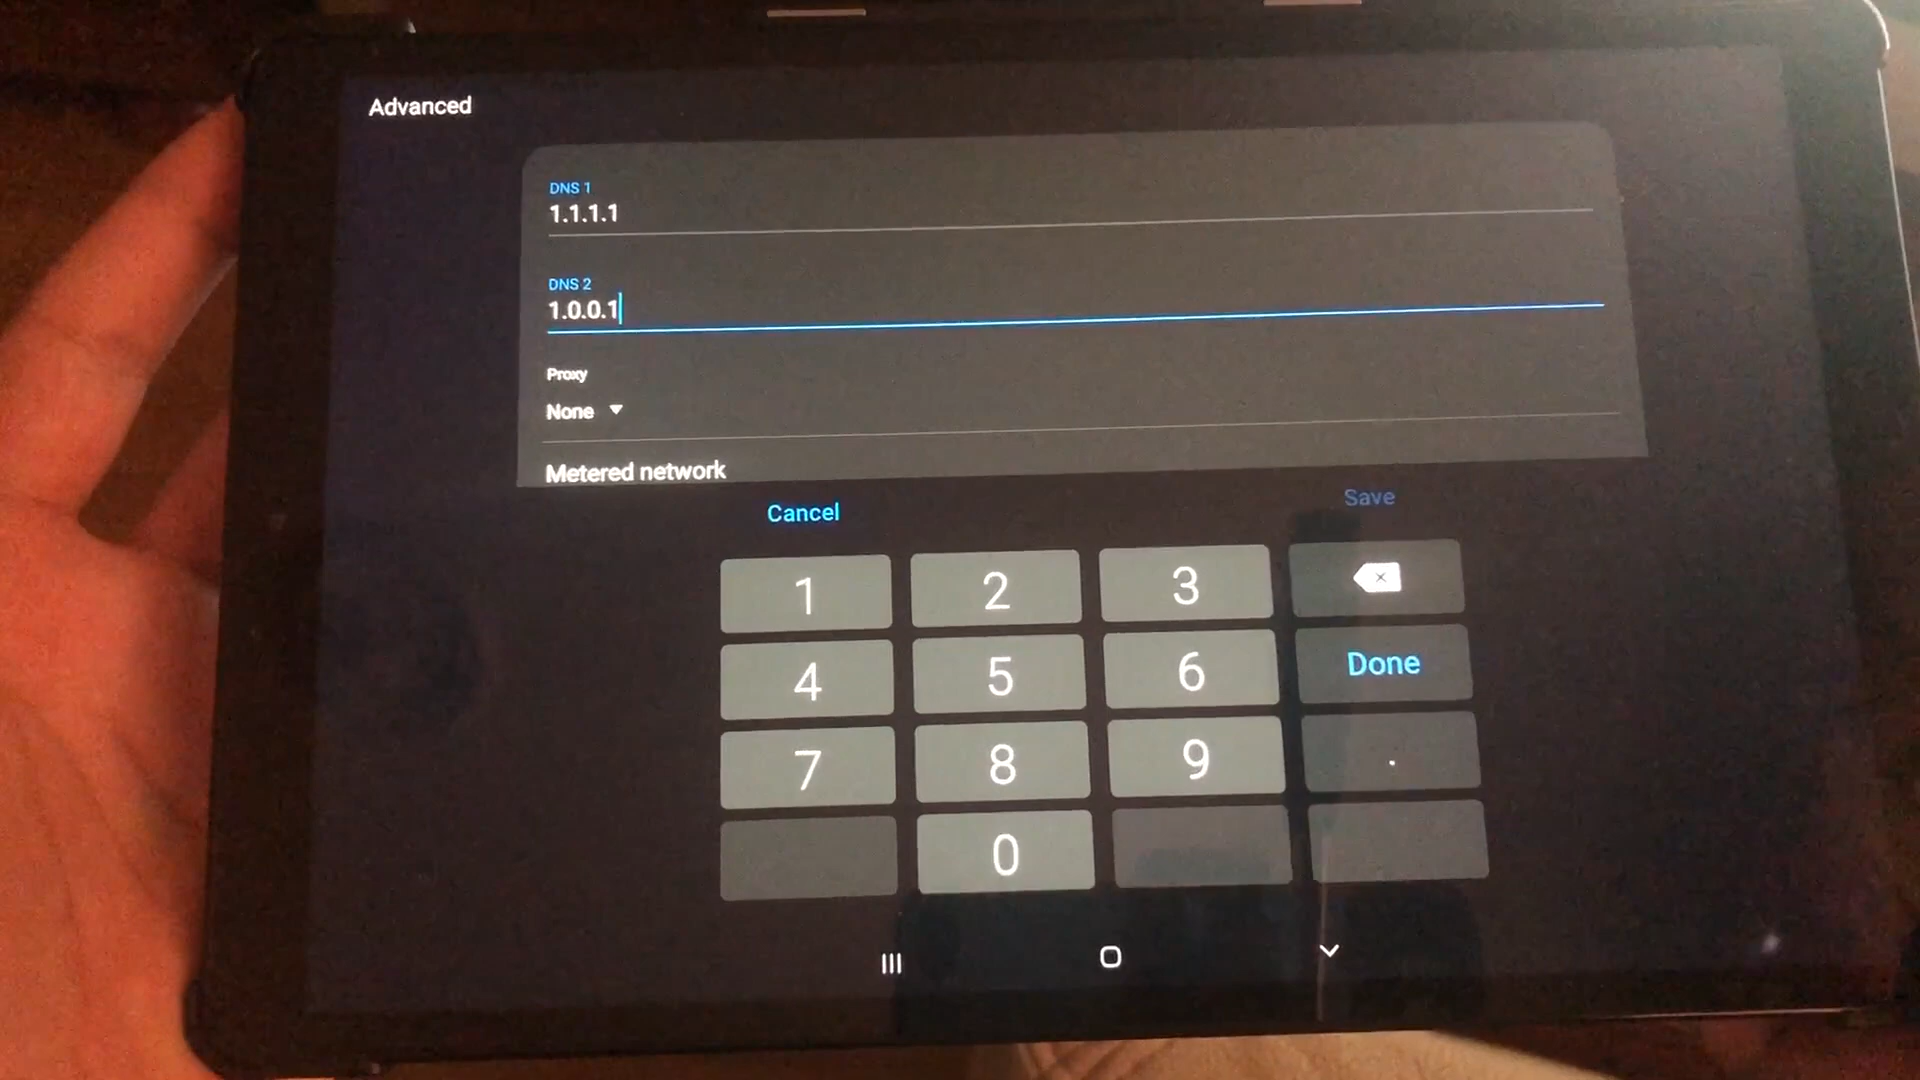 Advanced
DNS 1
1.1.1.1
DNS 2
1.0.0.1
Proxy
None
Metered network
Cancel
Save
1
2
3
4
5
6
Done
7
8
9
.
0